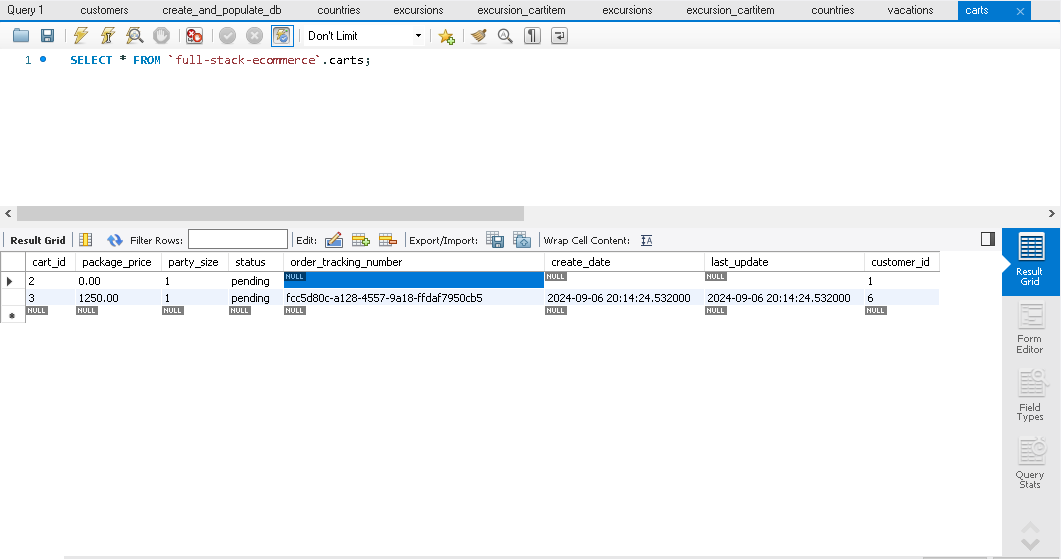 Query 1 customers create_and_populate_db countries excursions excursion_cartitem excursions excursion_cartitem countries vacations carts
Don't Limit
1 SELECT * FROM `full-stack-ecommerce`.carts;
Result Grid Filter Rows: Edit: Export/Import: Wrap Cell Content:
cart_id package_price party_size status order_tracking_number create_date last_update customer_id
2 0.00 1 pending NULL NULL NULL 1
3 1250.00 1 pending fcc5d80c-a128-4557-9a18-ffdaf7950cb5 2024-09-06 20:14:24.532000 2024-09-06 20:14:24.532000 6
NULL NULL NULL NULL NULL NULL NULL NULL
Result
Grid
Form
Editor
Field
Types
Query
Stats